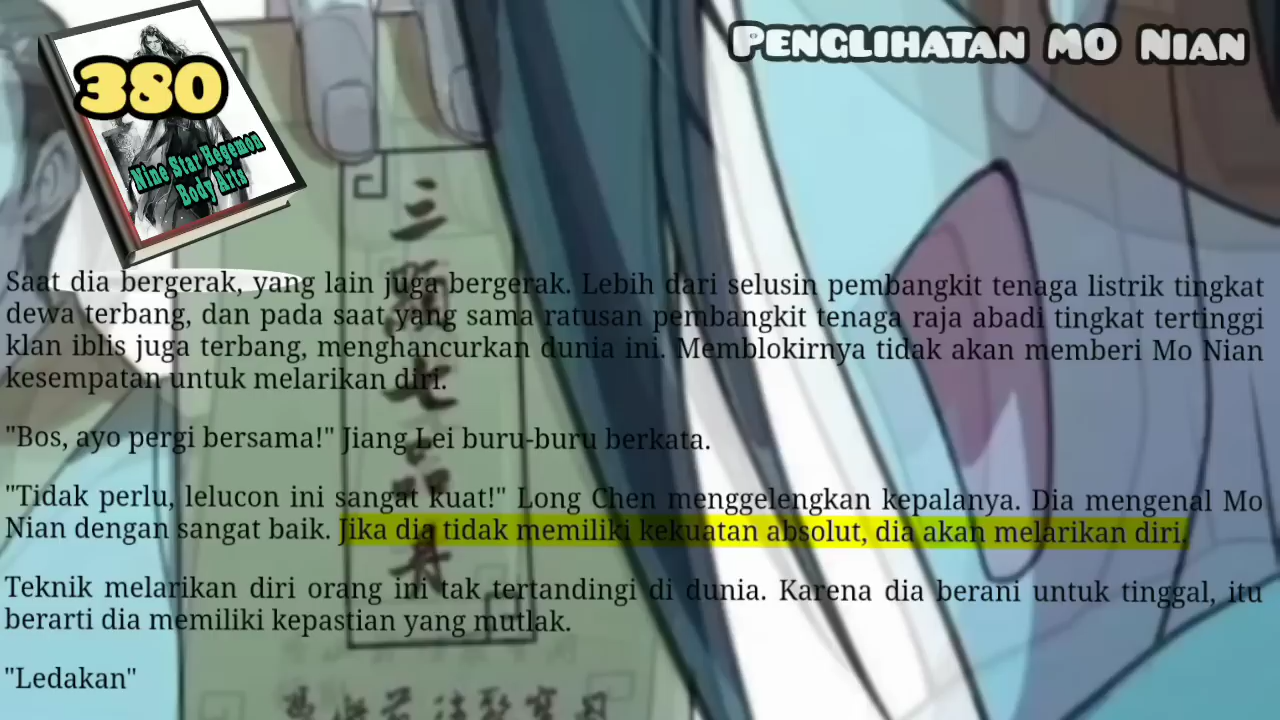 PENGLIHATAN MO NIAN
380
Nine Star Hegemon
Body Arts
Saat dia bergerak, yang lain juga bergerak. Lebih dari selusin pembangkit tenaga listrik tingkat
dewa terbang, dan pada saat yang sama ratusan pembangkit tenaga raja abadi tingkat tertinggi
klan iblis juga terbang, menghancurkan dunia ini. Memblokirnya tidak akan memberi Mo Nian
kesempatan untuk melarikan diri.
"Bos, ayo pergi bersama!" Jiang Lei buru-buru berkata.
"Tidak perlu, lelucon ini sangat kuat!" Long Chen menggelengkan kepalanya. Dia mengenal Mo
Nian dengan sangat baik. Jika dia tidak memiliki kekuatan absolut, dia akan melarikan diri.
Teknik melarikan diri orang ini tak tertandingi di dunia. Karena dia berani untuk tinggal, itu
berarti dia memiliki kepastian yang mutlak.
"Ledakan"